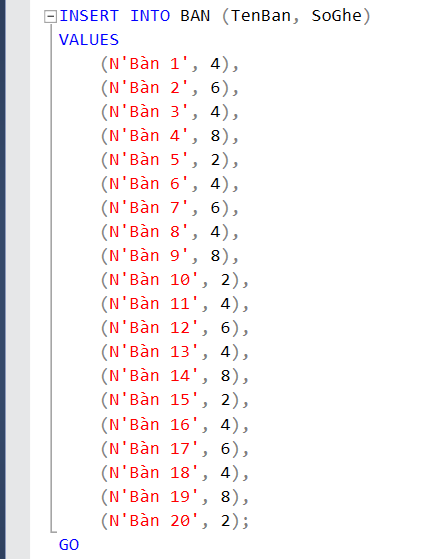 INSERT INTO BAN (TenBan, SoGhe)
VALUES
(N'Bàn 1', 4),
(N'Bàn 2', 6),
(N'Bàn 3', 4),
(N'Bàn 4', 8),
(N'Bàn 5', 2),
(N'Bàn 6', 4),
(N'Bàn 7', 6),
(N'Bàn 8', 4),
(N'Bàn 9', 8),
(N'Bàn 10', 2),
(N'Bàn 11', 4),
(N'Bàn 12', 6),
(N'Bàn 13', 4),
(N'Bàn 14', 8),
(N'Bàn 15', 2),
(N'Bàn 16', 4),
(N'Bàn 17', 6),
(N'Bàn 18', 4),
(N'Bàn 19', 8),
(N'Bàn 20', 2);
GO